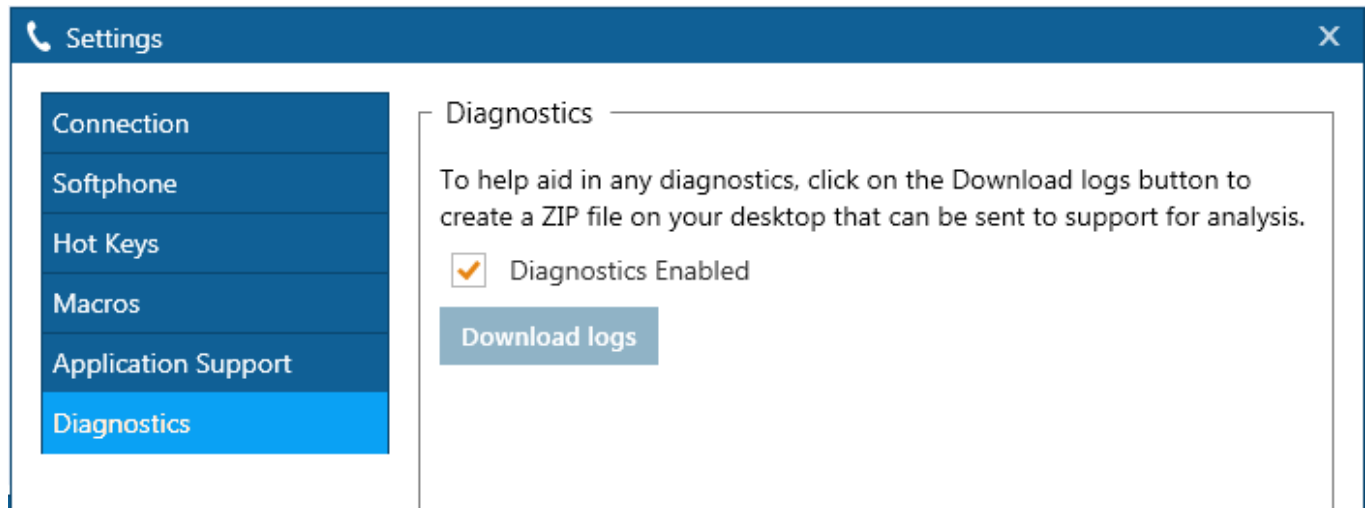 Settings
Connection
Softphone
Hot Keys
Macros
Application Support
Diagnostics
Diagnostics
To help aid in any diagnostics, click on the Download logs button to
create a ZIP file on your desktop that can be sent to support for analysis.
Diagnostics Enabled
Download logs